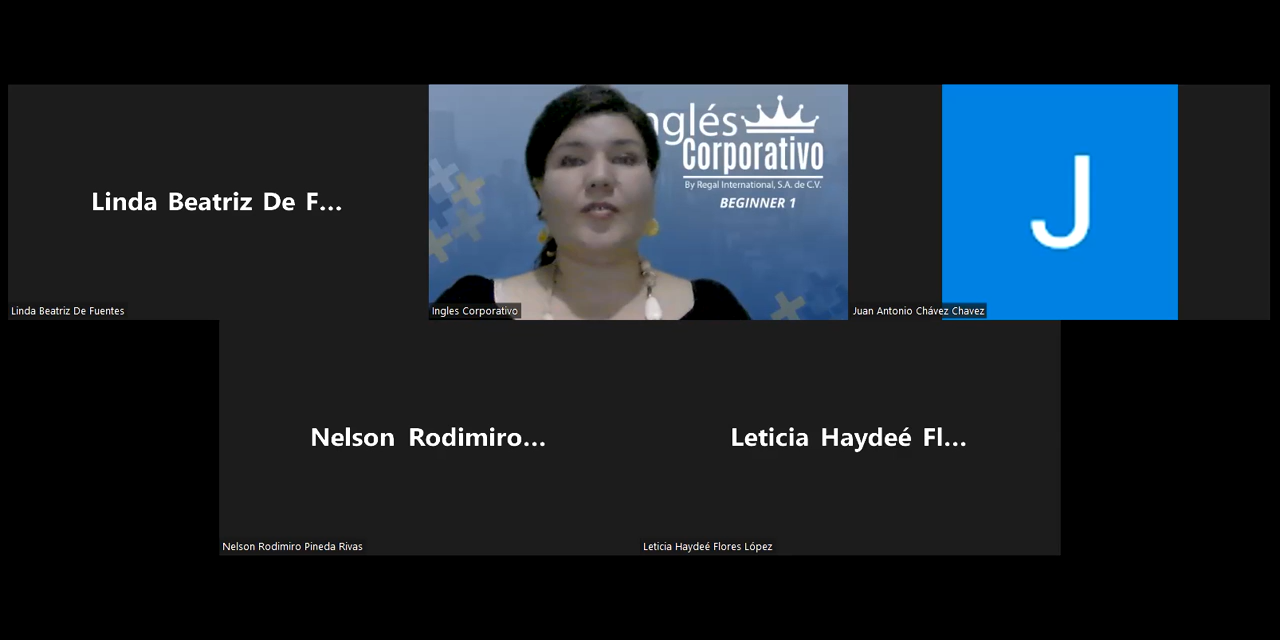 Linda Beatriz De F...
Linda Beatriz De Fuentes
nglés
Corporativo
By Regal International, S.A. de C.V.
BEGINNER 1
Ingles Corporativo
J
Juan Antonio Chávez Chavez
Nelson Rodimiro...
Nelson Rodimiro Pineda Rivas
Leticia Haydeé Fl...
Leticia Haydeé Flores López